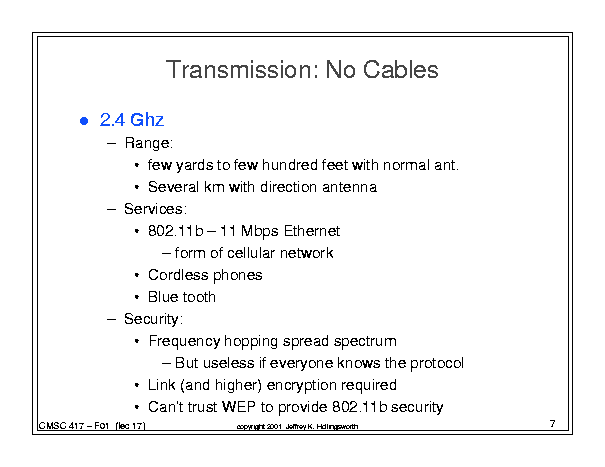 Transmission: No Cables
● 2.4 Ghz
– Range:
• few yards to few hundred feet with normal ant.
• Several km with direction antenna
– Services:
• 802.11b – 11 Mbps Ethernet
– form of cellular network
• Cordless phones
• Blue tooth
– Security:
• Frequency hopping spread spectrum
– But useless if everyone knows the protocol
• Link (and higher) encryption required
• Can't trust WEP to provide 802.11b security
CMSC 417 – F01 (lec 17) copyright 2001 Jeffrey K. Hollingsworth 7